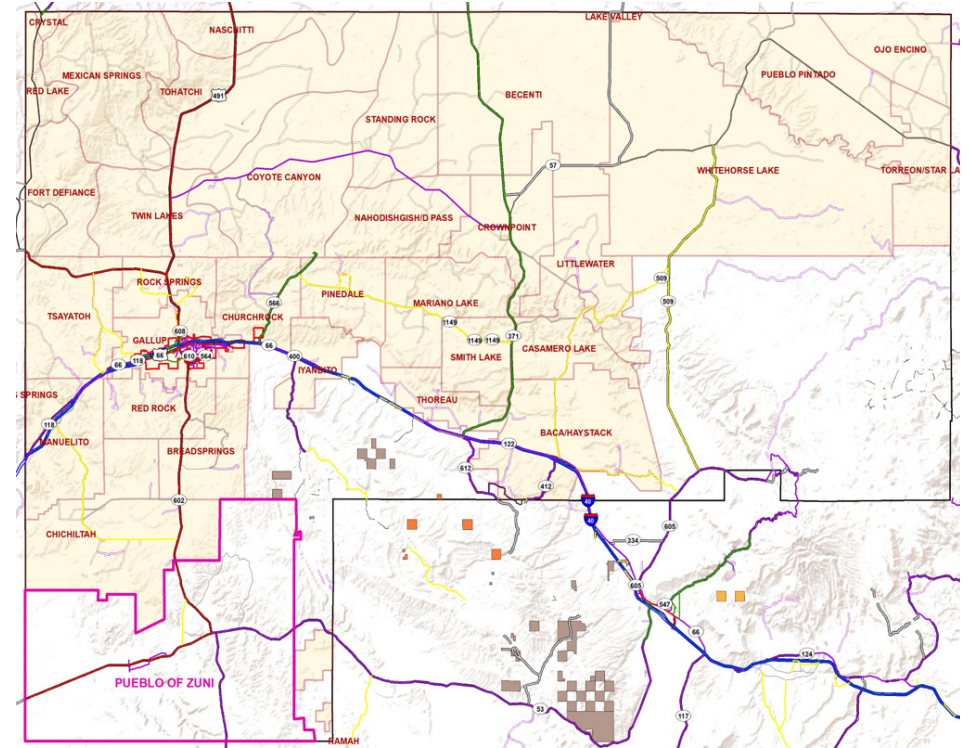 LAKE VALLEY
CRYSTAL
NASCHITTI
OJO ENCINO
MEXICAN SPRINGS
PUEBLO PINTADO
RED LAKE
TOHATCHI
491
BECENTI
STANDING ROCK
57
COYOTE CANYON
WHITEHORSE LAKE
TORREON/STAR LA
FORT DEFIANCE
TWIN LAKES
NAHODISHGISH/D PASS
CROWNPOINT
LITTLEWATER
ROCK SPRINGS
509
PINEDALE
566
MARIANO LAKE
509
TSAYATOH
CHURCHROCK
1149
608
371
GALLUP
66
1149
1149
CASAMERO LAKE
118
66
610
564
400
SMITH LAKE
66
IYANBITO
S SPRINGS
THOREAU
RED ROCK
118
BACA/HAYSTACK
MANUELITO
122
BREADSPRINGS
612
412
602
40
40
605
CHICHILTAH
334
605
547
66
124
PUEBLO OF ZUNI
53
117
RAMAH